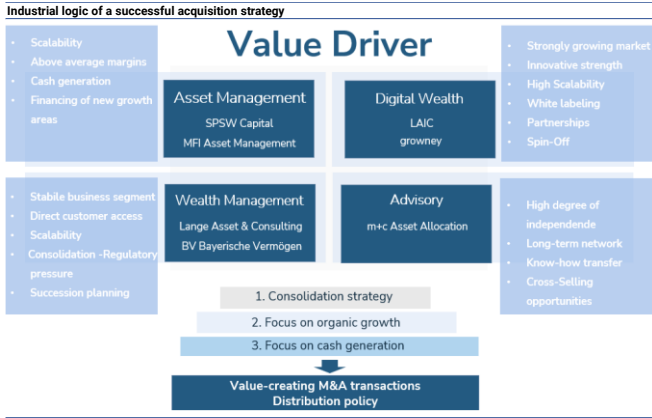 Industrial logic of a successful acquisition strategy
Value Driver
• Scalability
• Above average margins
• Cash generation
• Financing of new growth
areas
Asset Management
SPSW Capital
MFI Asset Management
Digital Wealth
LAIC
growney
• Strongly growing market
• Innovative strength
• High Scalability
• White labeling
• Partnerships
• Spin-Off
• Stabile business segment
• Direct customer access
• Scalability
• Consolidation -Regulatory
pressure
• Succession planning
Wealth Management
Lange Asset & Consulting
BV Bayerische Vermögen
Advisory
m+c Asset Allocation
• High degree of
independende
• Long-term network
• Know-how transfer
• Cross-Selling
opportunities
1. Consolidation strategy
2. Focus on organic growth
3. Focus on cash generation
Value-creating M&A transactions
Distribution policy